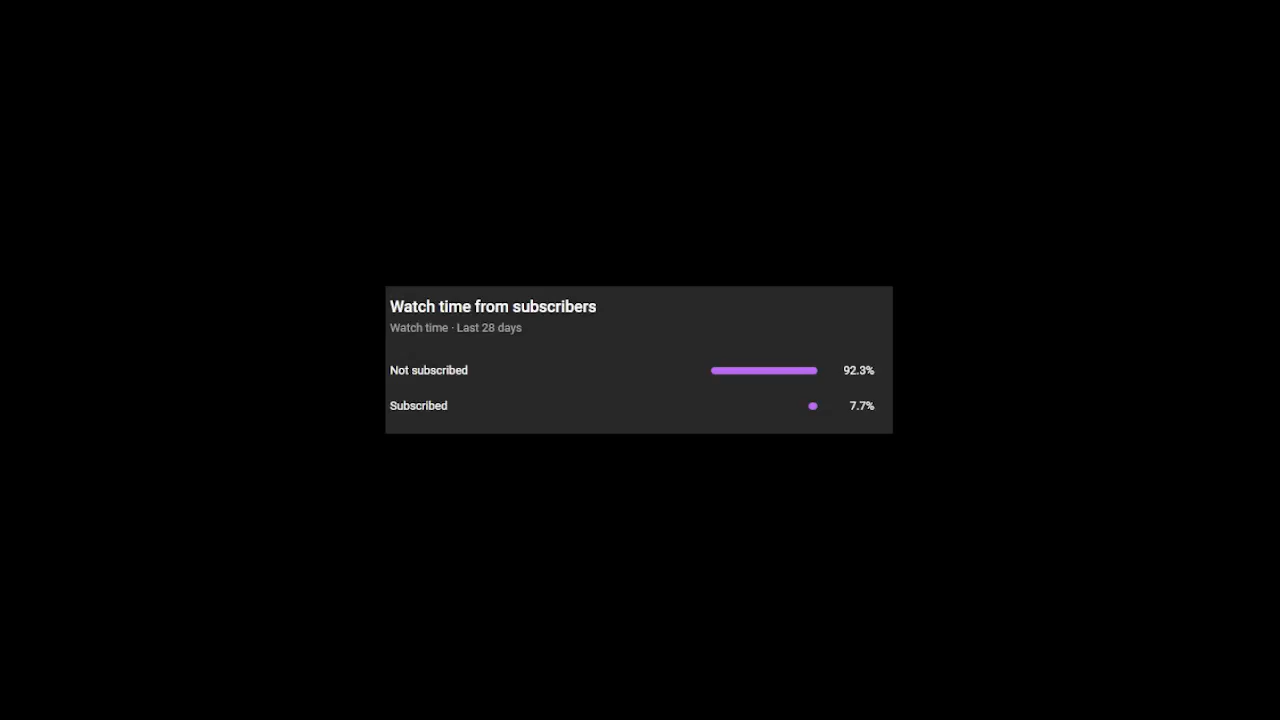 Watch time from subscribers
Watch time · Last 28 days
Not subscribed 92.3%
Subscribed 7.7%